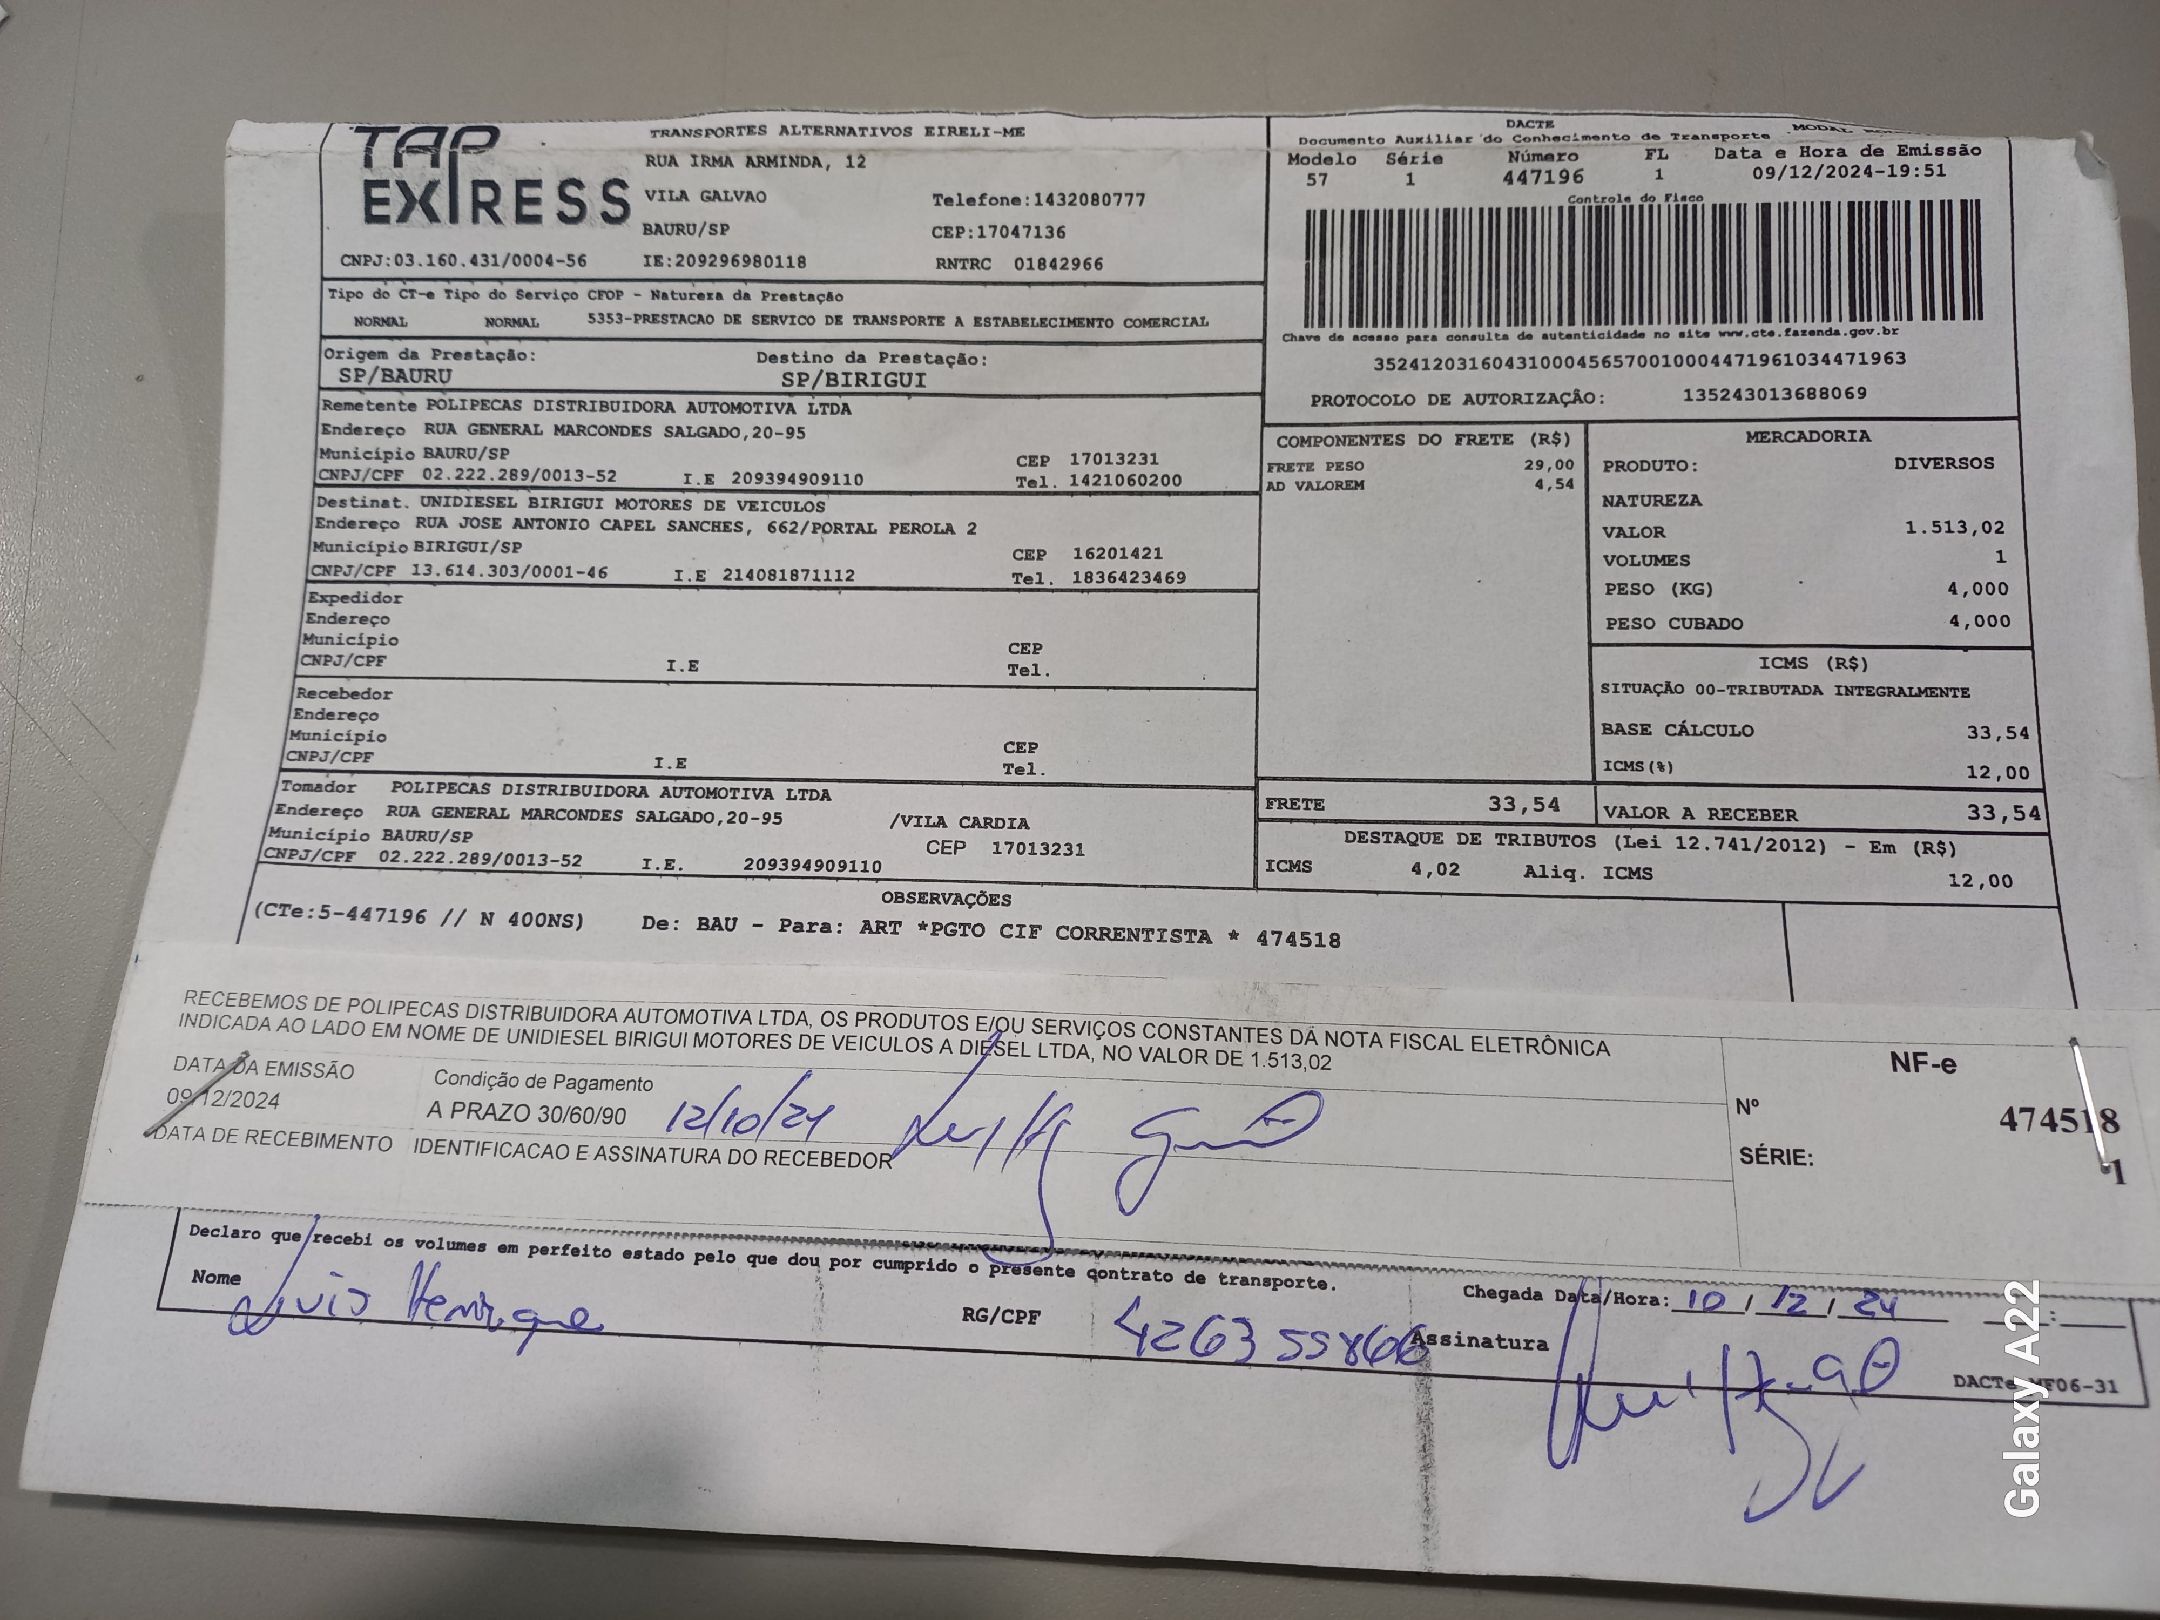 TAP EXPRESS
TRANSPORTES ALTERNATIVOS EIRELI-ME
RUA IRMA ARMINDA, 12
VILA GALVAO Telefone:1432080777
BAURU/SP CEP:17047136
CNPJ:03.160.431/0004-56 IE:209296980118 RNTRC 01842966
DACTE
Documento Auxiliar do Conhecimento de Transporte MODAL
Modelo Série Número FL Data e Hora de Emissão
57 1 447196 1 09/12/2024-19:51
Controle do Fisco
Chave de acesso para consulta de autenticidade no site www.cte.fazenda.gov.br
35241203160431000456570010004471961034471963
PROTOCOLO DE AUTORIZAÇÃO: 135243013688069
Tipo do CT-e Tipo do Serviço CFOP - Natureza da Prestação
NORMAL NORMAL 5353-PRESTACAO DE SERVICO DE TRANSPORTE A ESTABELECIMENTO COMERCIAL
Origem da Prestação: Destino da Prestação:
SP/BAURU SP/BIRIGUI
Remetente POLIPECAS DISTRIBUIDORA AUTOMOTIVA LTDA
Endereço RUA GENERAL MARCONDES SALGADO,20-95
Município BAURU/SP CEP 17013231
CNPJ/CPF 02.222.289/0013-52 I.E 209394909110 Tel. 1421060200
Destinat. UNIDIESEL BIRIGUI MOTORES DE VEICULOS
Endereço RUA JOSE ANTONIO CAPEL SANCHES, 662/PORTAL PEROLA 2
Município BIRIGUI/SP CEP 16201421
CNPJ/CPF 13.614.303/0001-46 I.E 214081871112 Tel. 1836423469
Expedidor
Endereço
Município CEP
CNPJ/CPF I.E Tel.
Recebedor
Endereço
Município CEP
CNPJ/CPF I.E Tel.
Tomador POLIPECAS DISTRIBUIDORA AUTOMOTIVA LTDA
Endereço RUA GENERAL MARCONDES SALGADO,20-95 /VILA CARDIA
Município BAURU/SP CEP 17013231
CNPJ/CPF 02.222.289/0013-52 I.E. 209394909110
COMPONENTES DO FRETE (R$)
FRETE PESO 29,00
AD VALOREM 4,54
MERCADORIA
PRODUTO: DIVERSOS
NATUREZA
VALOR 1.513,02
VOLUMES 1
PESO (KG) 4,000
PESO CUBADO 4,000
ICMS (R$)
SITUAÇÃO 00-TRIBUTADA INTEGRALMENTE
BASE CÁLCULO 33,54
ICMS(%) 12,00
FRETE 33,54 VALOR A RECEBER 33,54
DESTAQUE DE TRIBUTOS (Lei 12.741/2012) - Em (R$)
ICMS 4,02 Aliq. ICMS 12,00
OBSERVAÇÕES
(CTe:5-447196 // N 400NS) De: BAU - Para: ART *PGTO CIF CORRENTISTA * 474518
RECEBEMOS DE POLIPECAS DISTRIBUIDORA AUTOMOTIVA LTDA, OS PRODUTOS E/OU SERVIÇOS CONSTANTES DA NOTA FISCAL ELETRÔNICA
INDICADA AO LADO EM NOME DE UNIDIESEL BIRIGUI MOTORES DE VEICULOS A DIESEL LTDA, NO VALOR DE 1.513,02
DATA DA EMISSÃO Condição de Pagamento
09/12/2024 A PRAZO 30/60/90 12/10/24
DATA DE RECEBIMENTO IDENTIFICACAO E ASSINATURA DO RECEBEDOR
NF-e
Nº 474518
SÉRIE: 1
Declaro que recebi os volumes em perfeito estado pelo que dou por cumprido o presente contrato de transporte.
Nome Luis Henrique RG/CPF 426355866
Chegada Data/Hora: 10/12/24 :
Assinatura
DACTe MF06-31
Galaxy A22